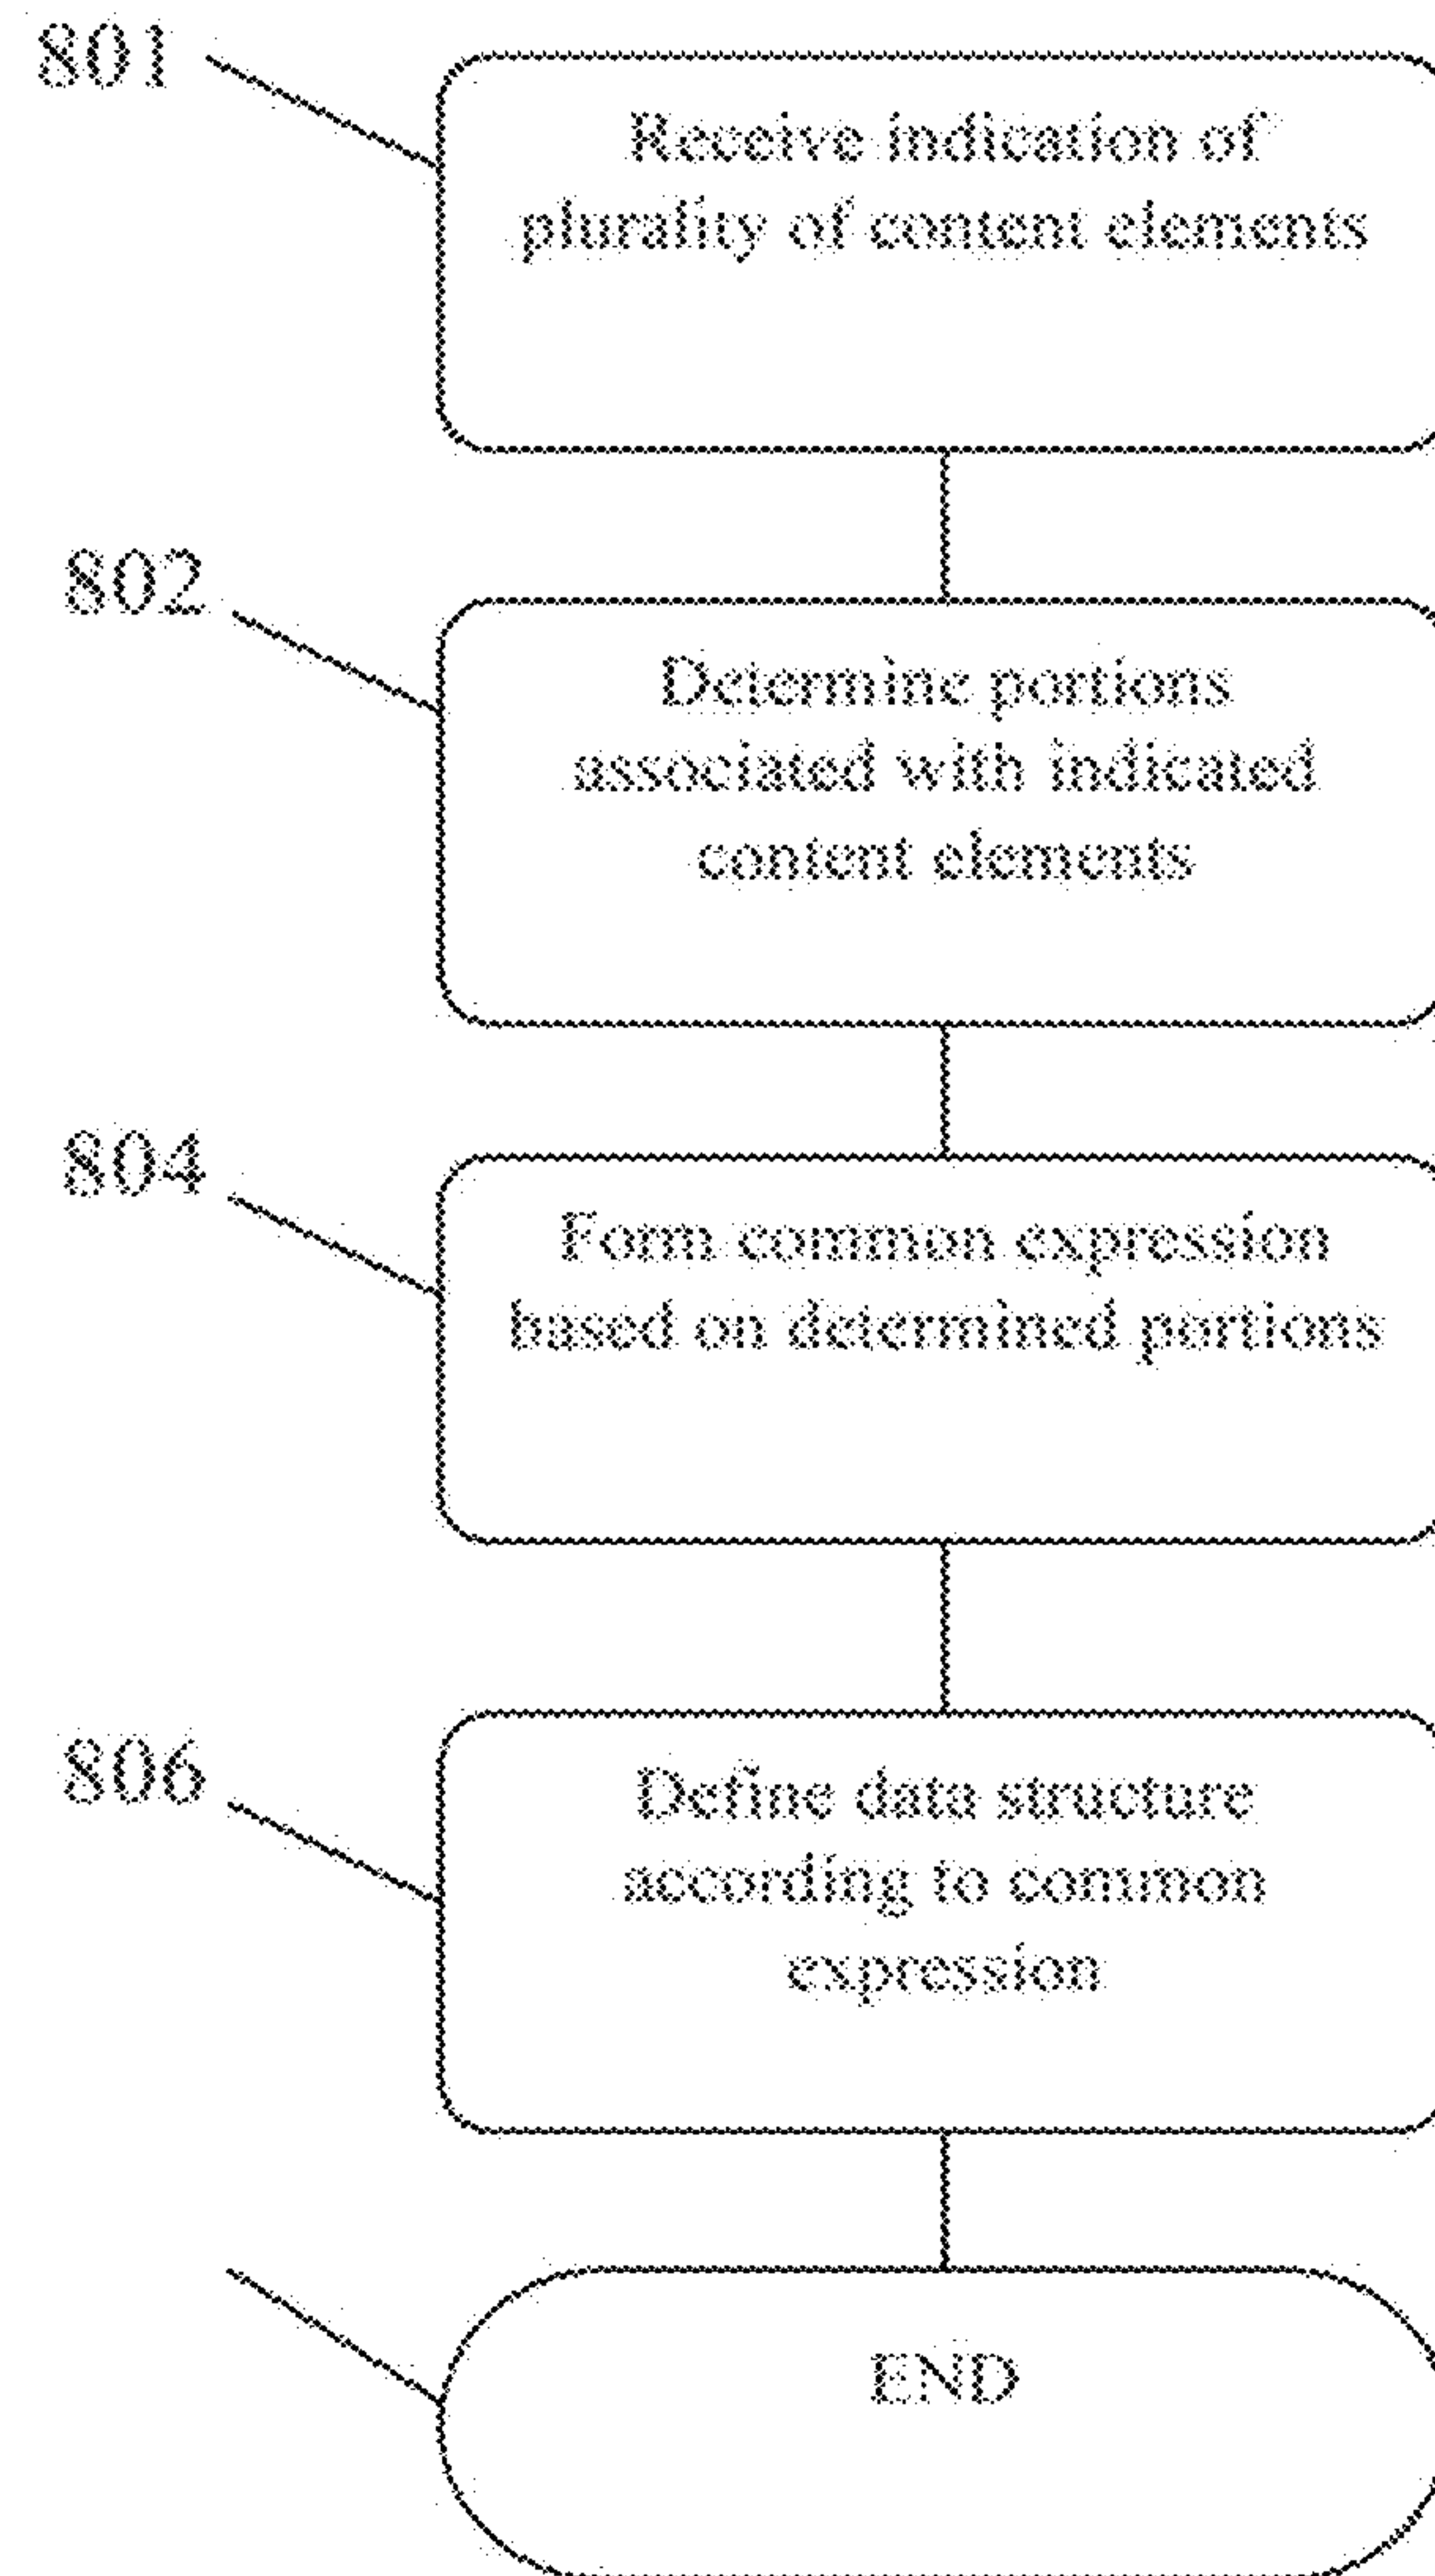 801
Receive indication of
plurality of content elements
802
Determine portions
associated with indicated
content elements
804
Form common expression
based on determined portions
806
Define data structure
according to common
expression
END